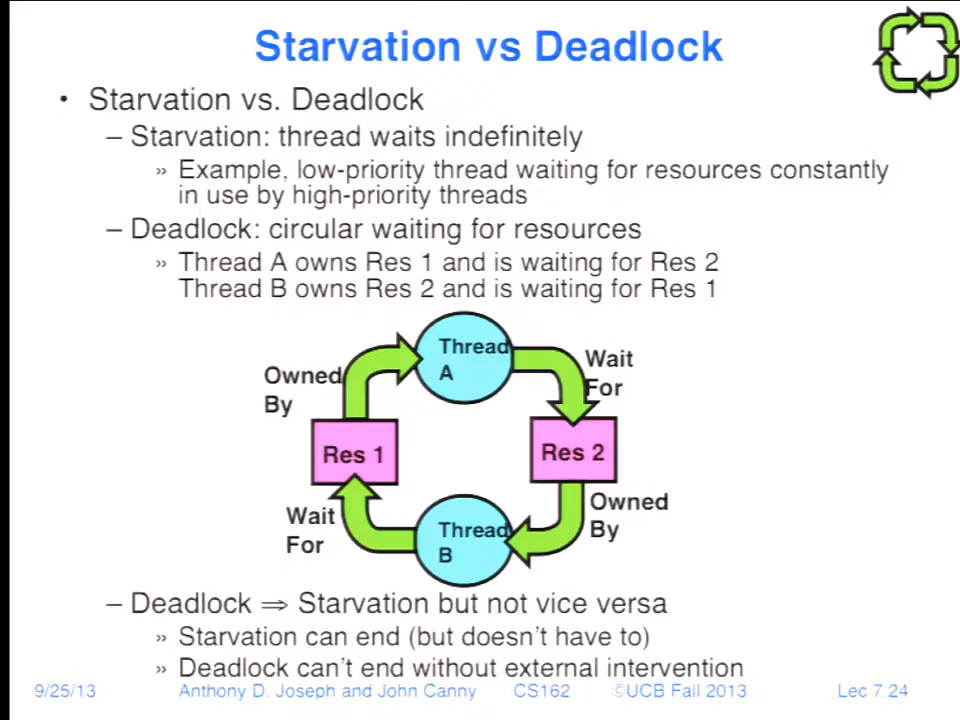 Starvation vs Deadlock
• Starvation vs. Deadlock
– Starvation: thread waits indefinitely
» Example, low-priority thread waiting for resources constantly
in use by high-priority threads
– Deadlock: circular waiting for resources
» Thread A owns Res 1 and is waiting for Res 2
Thread B owns Res 2 and is waiting for Res 1
Thread
A
Wait
For
Owned
By
Res 1
Res 2
Wait
For
Thread
B
Owned
By
– Deadlock ⇒ Starvation but not vice versa
» Starvation can end (but doesn't have to)
» Deadlock can't end without external intervention
9/25/13 Anthony D. Joseph and John Canny CS162 ©UCB Fall 2013 Lec 7.24